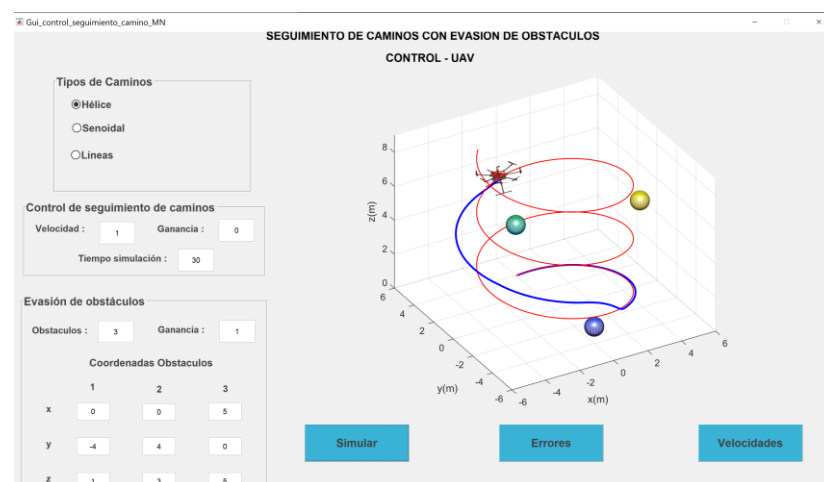 Gui_control_seguimiento_camino_MN
SEGUIMIENTO DE CAMINOS CON EVASION DE OBSTACULOS
CONTROL - UAV
Tipos de Caminos
Hélice
Senoidal
Lineas
Control de seguimiento de caminos
Velocidad : 1 Ganancia : 0
Tiempo simulación : 30
Evasión de obstáculos
Obstaculos : 3 Ganancia : 1
Coordenadas Obstaculos
1 2 3
x 0 0 5
y -4 4 0
z 1 3 5
z(m)
8
6
4
2
0
y(m)
6
4
2
0
-2
-4
-6
x(m)
-6
-4
-2
0
2
4
6
Simular Errores Velocidades